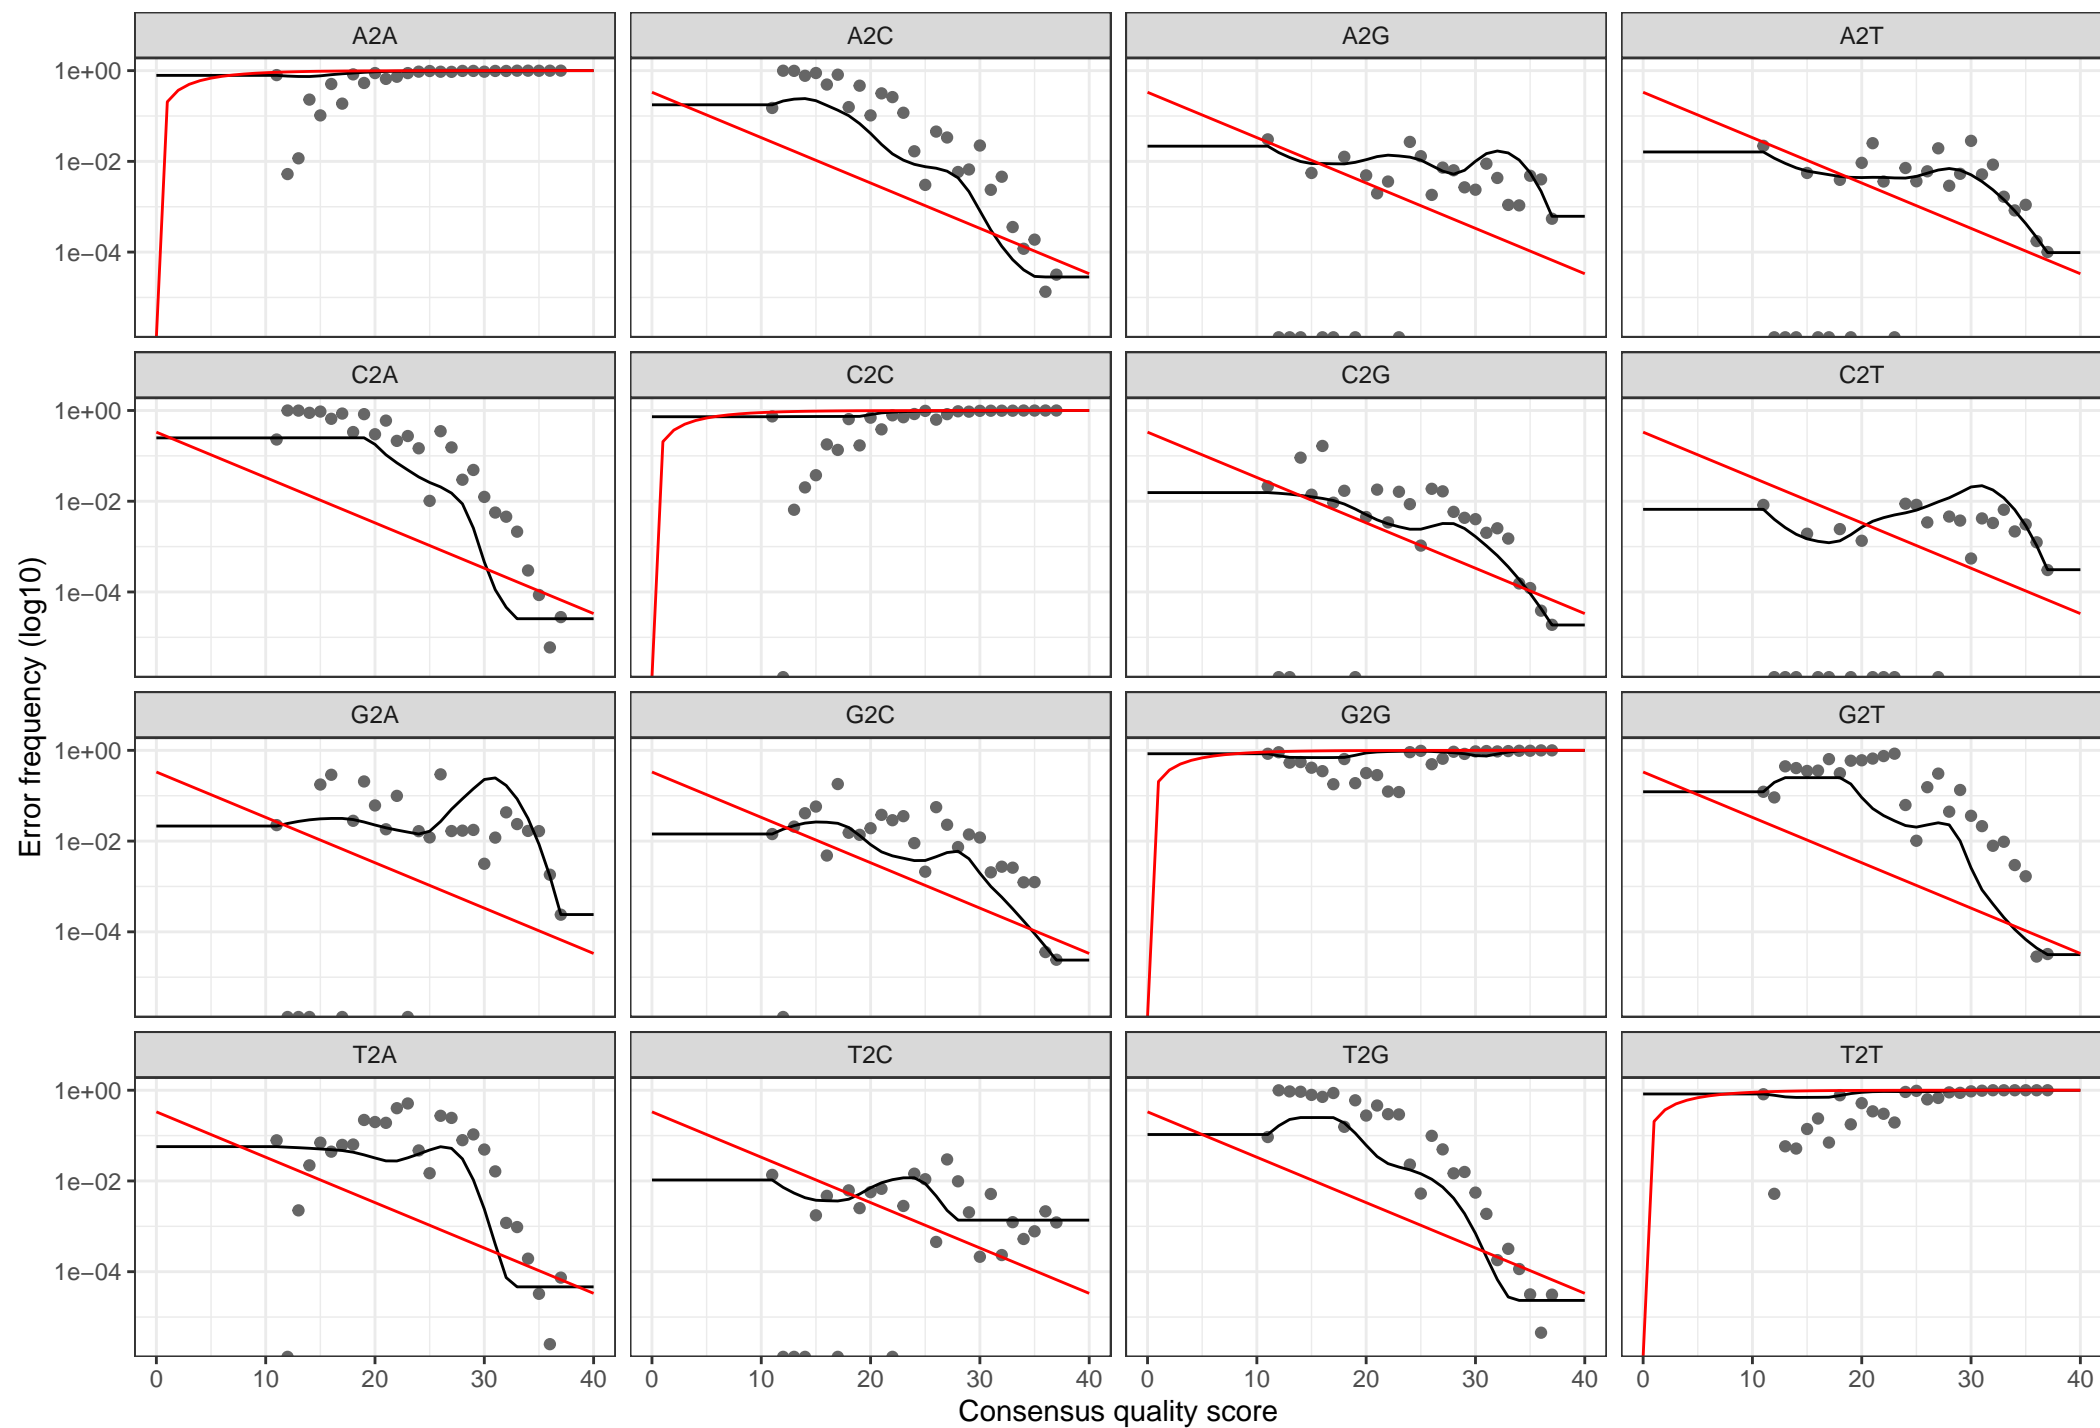 A2A A2C A2G A2T
1e+00
1e−02
1e−04
C2A C2C C2G C2T
1e+00
1e−02
1e−04
G2A G2C G2G G2T
1e+00
1e−02
1e−04
T2A T2C T2G T2T
1e+00
1e−02
1e−04
0 10 20 30 40 0 10 20 30 40 0 10 20 30 40 0 10 20 30 40
Consensus quality score
Error frequency (log10)